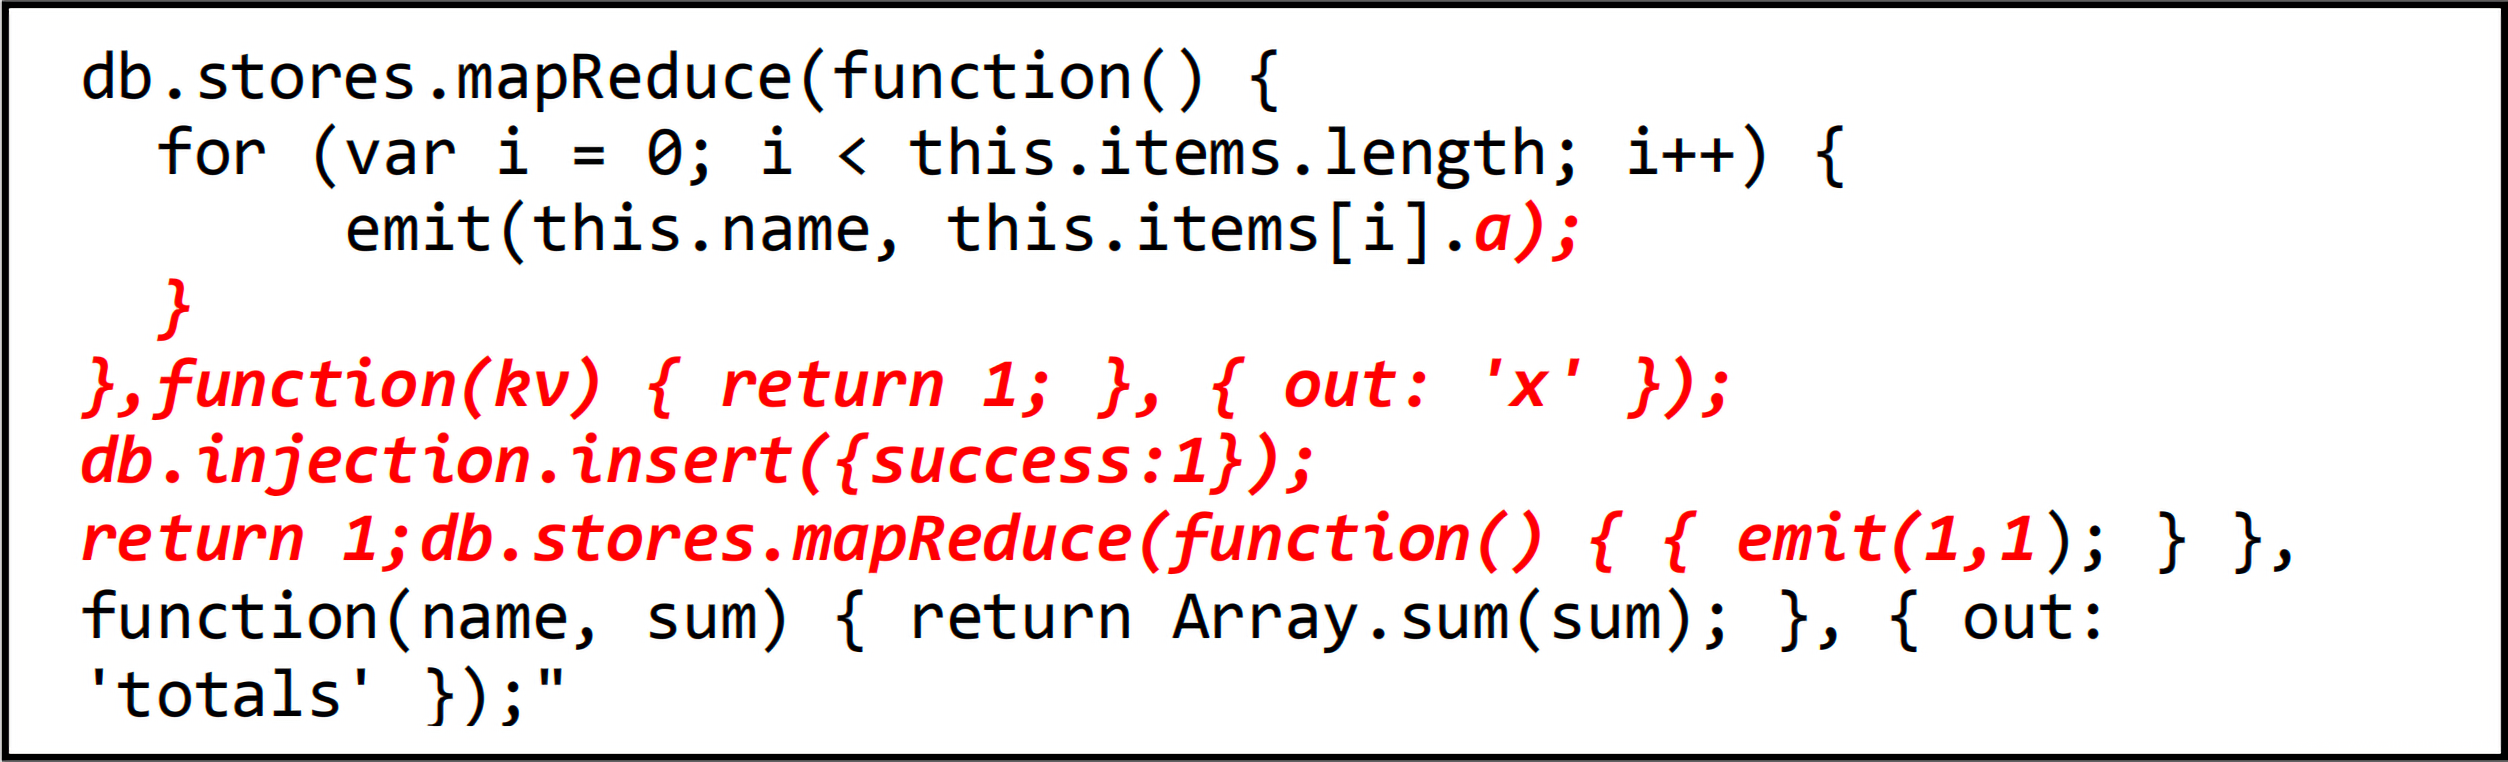 db.stores.mapReduce(function() {
for (var i = 0; i < this.items.length; i++) {
emit(this.name, this.items[i].a);
}
},function(kv) { return 1; }, { out: 'x' });
db.injection.insert({success:1});
return 1;db.stores.mapReduce(function() { { emit(1,1); } },
function(name, sum) { return Array.sum(sum); }, { out:
'totals' });"